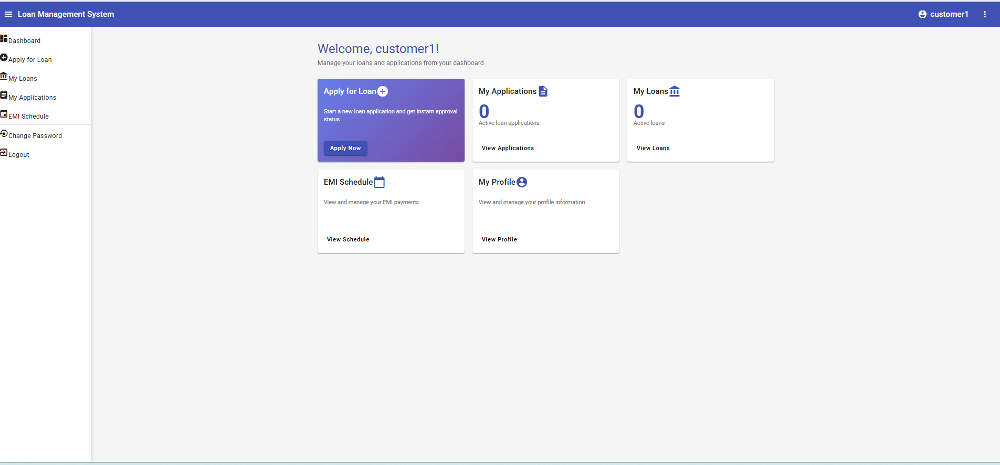 Loan Management System
customer1
Dashboard
Apply for Loan
My Loans
My Applications
EMI Schedule
Change Password
Logout
Welcome, customer1!
Manage your loans and applications from your dashboard
Apply for Loan
Start a new loan application and get instant approval
status
Apply Now
My Applications
0
Active loan applications
View Applications
My Loans
0
Active loans
View Loans
EMI Schedule
View and manage your EMI payments
View Schedule
My Profile
View and manage your profile information
View Profile